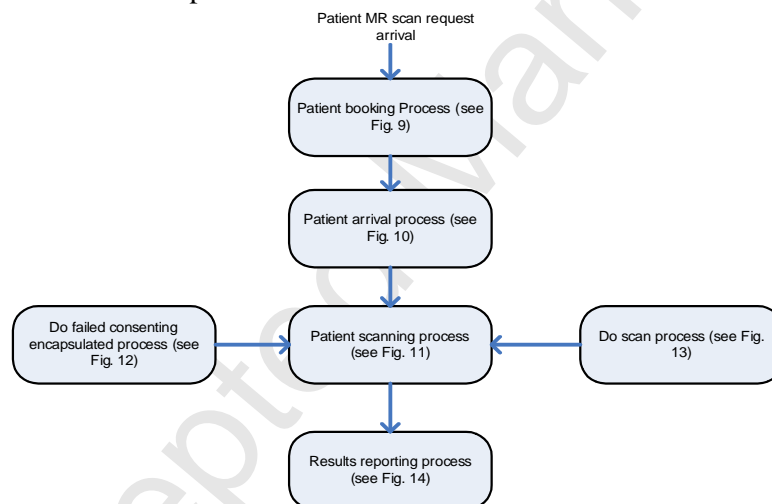 Patient MR scan request
arrival
Patient booking Process (see
Fig. 9)
Patient arrival process (see
Fig. 10)
Do failed consenting
encapsulated process (see
Fig. 12)
Patient scanning process
(see Fig. 11)
Do scan process (see Fig.
13)
Results reporting process
(see Fig. 14)